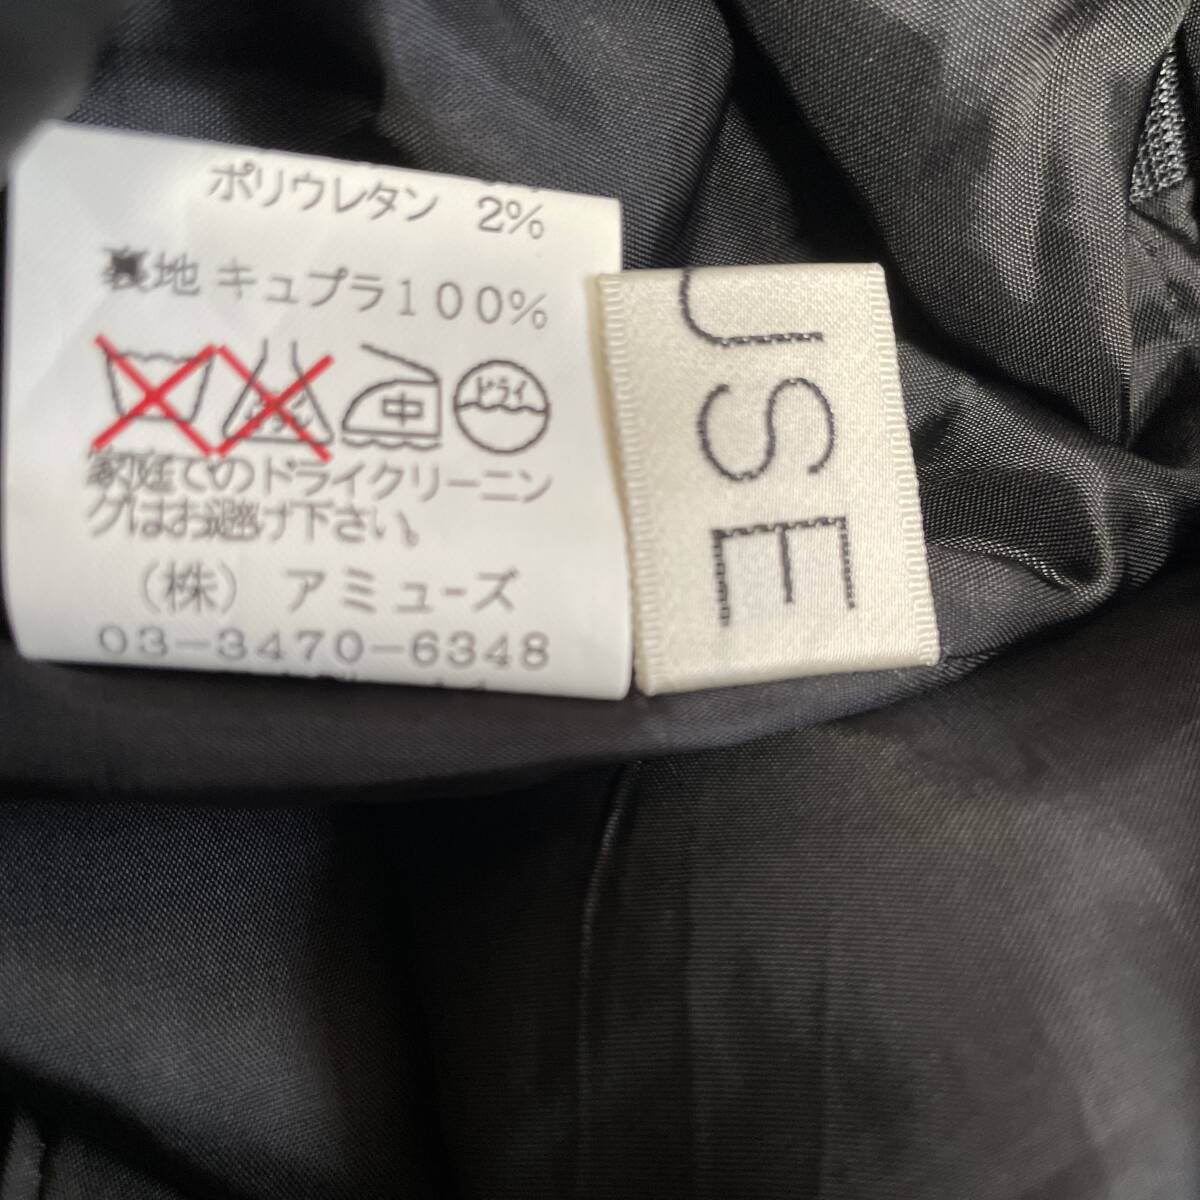 ポリウレタン 2%
裏地 キュプラ100%
中 ドライ
家庭でのドライクリーニン
グはお避け下さい。
(株) アミューズ
03-3470-6348
USE